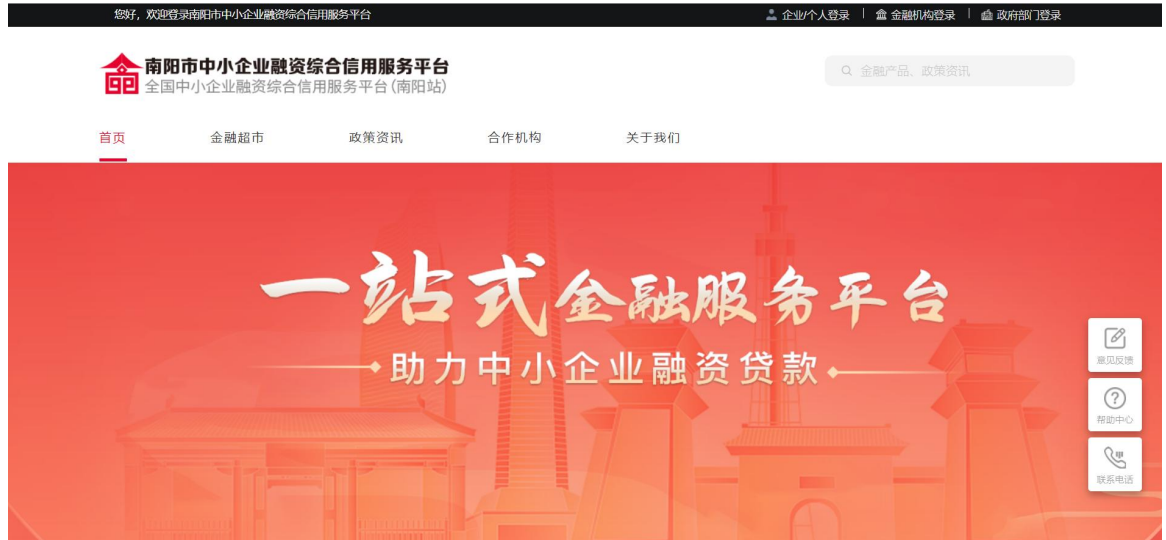 您好，欢迎登录南阳市中小企业融资综合信用服务平台
企业/个人登录
金融机构登录
政府部门登录
南阳市中小企业融资综合信用服务平台
全国中小企业融资综合信用服务平台(南阳站)
金融产品、政策资讯
首页
金融超市
政策资讯
合作机构
关于我们
一站式金融服务平台
助力中小企业融资贷款
意见反馈
帮助中心
联系电话